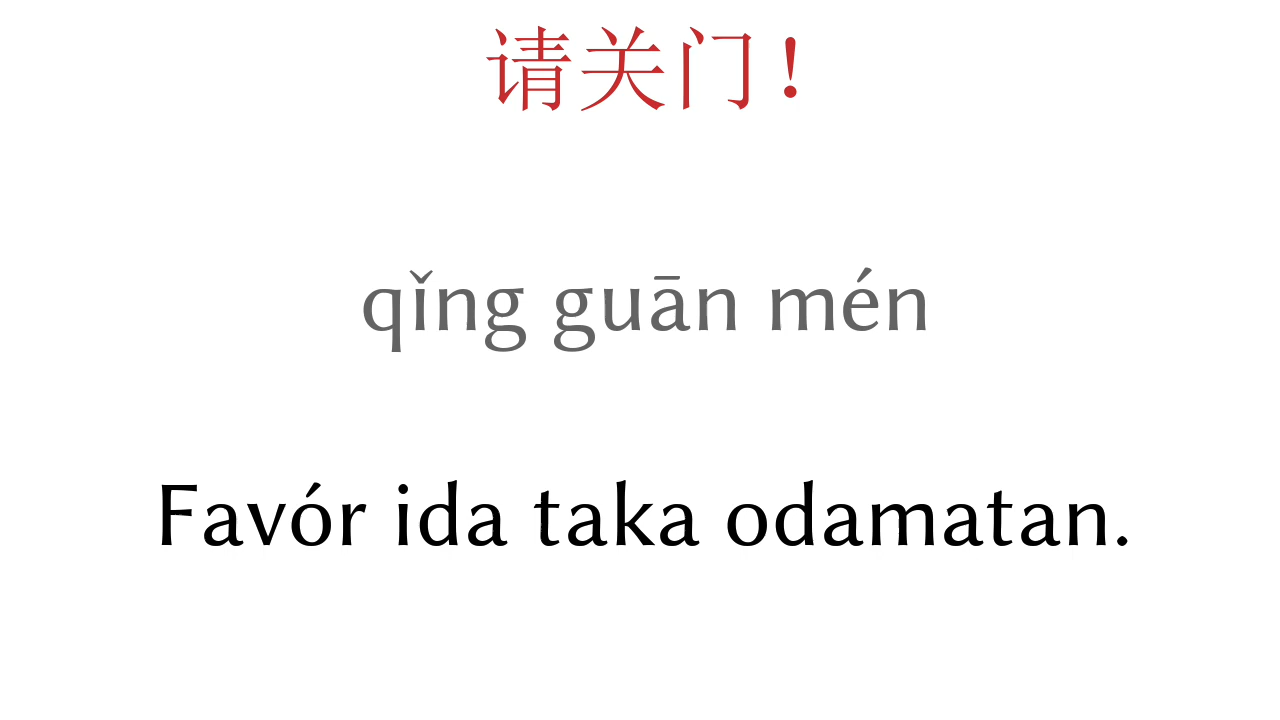 请关门！
qǐng guān mén
Favór ida taka odamatan.